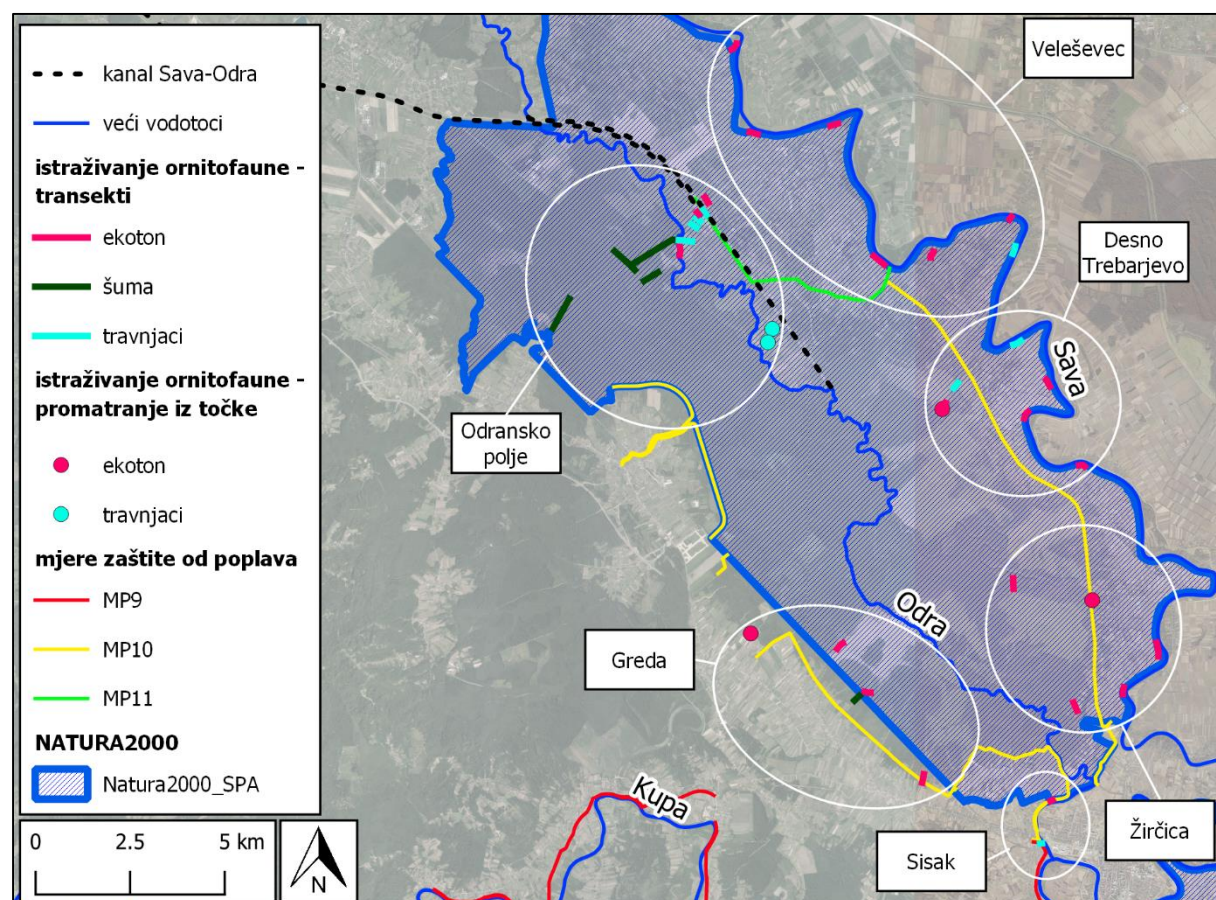 kanal Sava-Odra
veći vodotoci
istraživanje ornitofaune -
transekti
ekoton
šuma
travnjaci
istraživanje ornitofaune -
promatranje iz točke
ekoton
travnjaci
mjere zaštite od poplava
MP9
MP10
MP11
NATURA2000
Natura2000_SPA
0 2.5 5 km
N
Veleševec
Desno
Trebarjevo
Sava
Odransko
polje
Odra
Greda
Kupa
Žirčica
Sisak